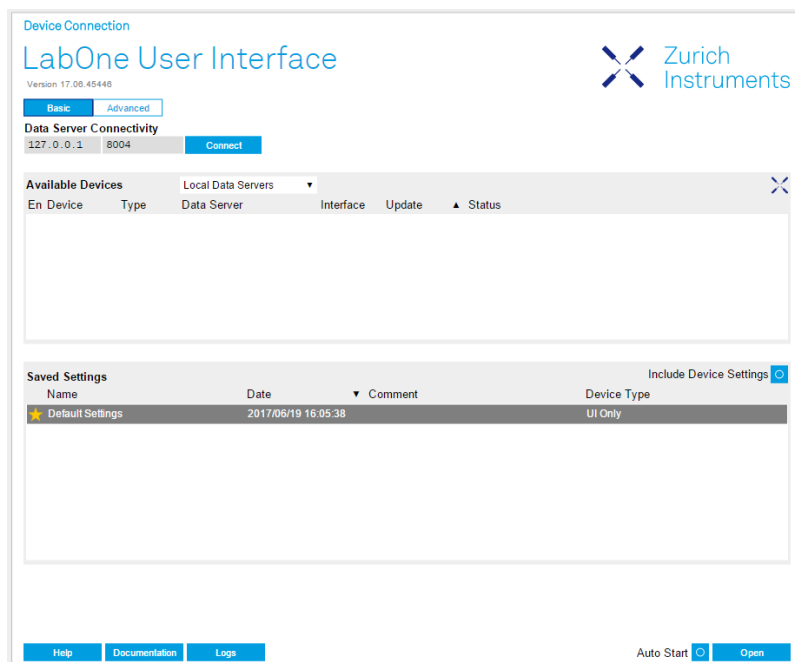 Device Connection
LabOne User Interface
Zurich
Instruments
Version 17.06.45446
Basic Advanced
Data Server Connectivity
127.0.0.1 8004 Connect
Available Devices Local Data Servers
En Device Type Data Server Interface Update Status
Saved Settings Include Device Settings
Name Date Comment Device Type
Default Settings 2017/06/19 16:05:38 UI Only
Help Documentation Logs Auto Start Open